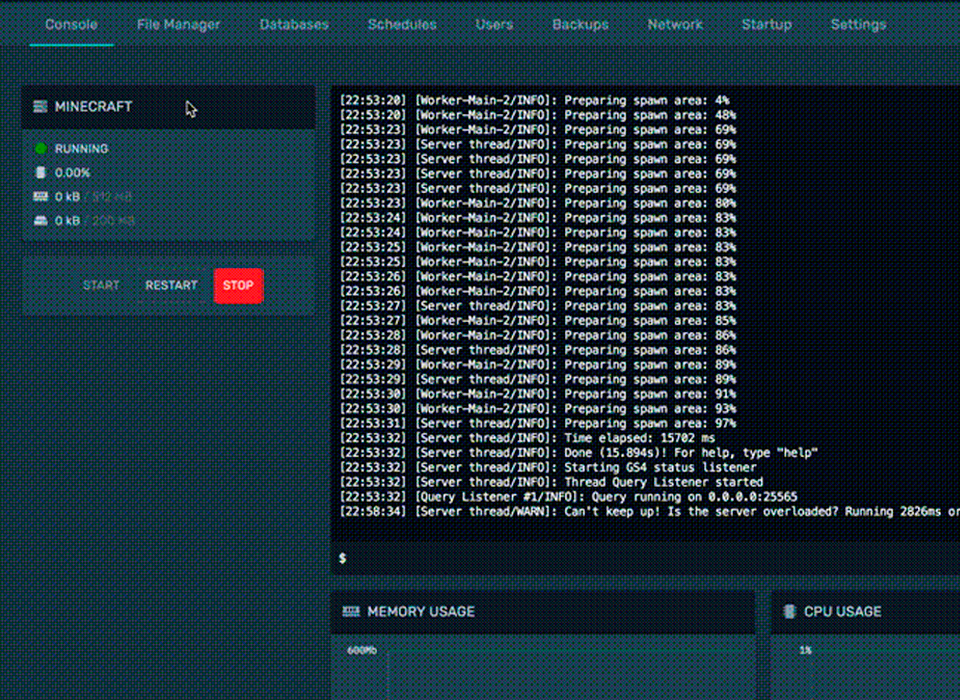 Console File Manager Databases Schedules Users Backups Network Startup Settings
MINECRAFT
RUNNING
0.00%
0 kB / 512 MB
0 kB / 200 MB
START RESTART STOP
[22:53:20] [Worker-Main-2/INFO]: Preparing spawn area: 4%
[22:53:20] [Worker-Main-2/INFO]: Preparing spawn area: 48%
[22:53:23] [Worker-Main-2/INFO]: Preparing spawn area: 69%
[22:53:23] [Server thread/INFO]: Preparing spawn area: 69%
[22:53:23] [Server thread/INFO]: Preparing spawn area: 69%
[22:53:23] [Server thread/INFO]: Preparing spawn area: 69%
[22:53:23] [Server thread/INFO]: Preparing spawn area: 69%
[22:53:23] [Worker-Main-2/INFO]: Preparing spawn area: 80%
[22:53:24] [Worker-Main-2/INFO]: Preparing spawn area: 83%
[22:53:24] [Worker-Main-2/INFO]: Preparing spawn area: 83%
[22:53:25] [Worker-Main-2/INFO]: Preparing spawn area: 83%
[22:53:25] [Worker-Main-2/INFO]: Preparing spawn area: 83%
[22:53:26] [Worker-Main-2/INFO]: Preparing spawn area: 83%
[22:53:26] [Worker-Main-2/INFO]: Preparing spawn area: 83%
[22:53:27] [Server thread/INFO]: Preparing spawn area: 83%
[22:53:27] [Worker-Main-2/INFO]: Preparing spawn area: 85%
[22:53:28] [Worker-Main-2/INFO]: Preparing spawn area: 86%
[22:53:28] [Server thread/INFO]: Preparing spawn area: 86%
[22:53:29] [Worker-Main-2/INFO]: Preparing spawn area: 89%
[22:53:29] [Server thread/INFO]: Preparing spawn area: 89%
[22:53:30] [Worker-Main-2/INFO]: Preparing spawn area: 91%
[22:53:30] [Worker-Main-2/INFO]: Preparing spawn area: 93%
[22:53:31] [Server thread/INFO]: Preparing spawn area: 97%
[22:53:32] [Server thread/INFO]: Time elapsed: 15702 ms
[22:53:32] [Server thread/INFO]: Done (15.894s)! For help, type "help"
[22:53:32] [Server thread/INFO]: Starting GS4 status listener
[22:53:32] [Server thread/INFO]: Thread Query Listener started
[22:53:32] [Query Listener #1/INFO]: Query running on 0.0.0.0:25565
[22:58:34] [Server thread/WARN]: Can't keep up! Is the server overloaded? Running 2826ms or
$
MEMORY USAGE
600Mb
CPU USAGE
1%